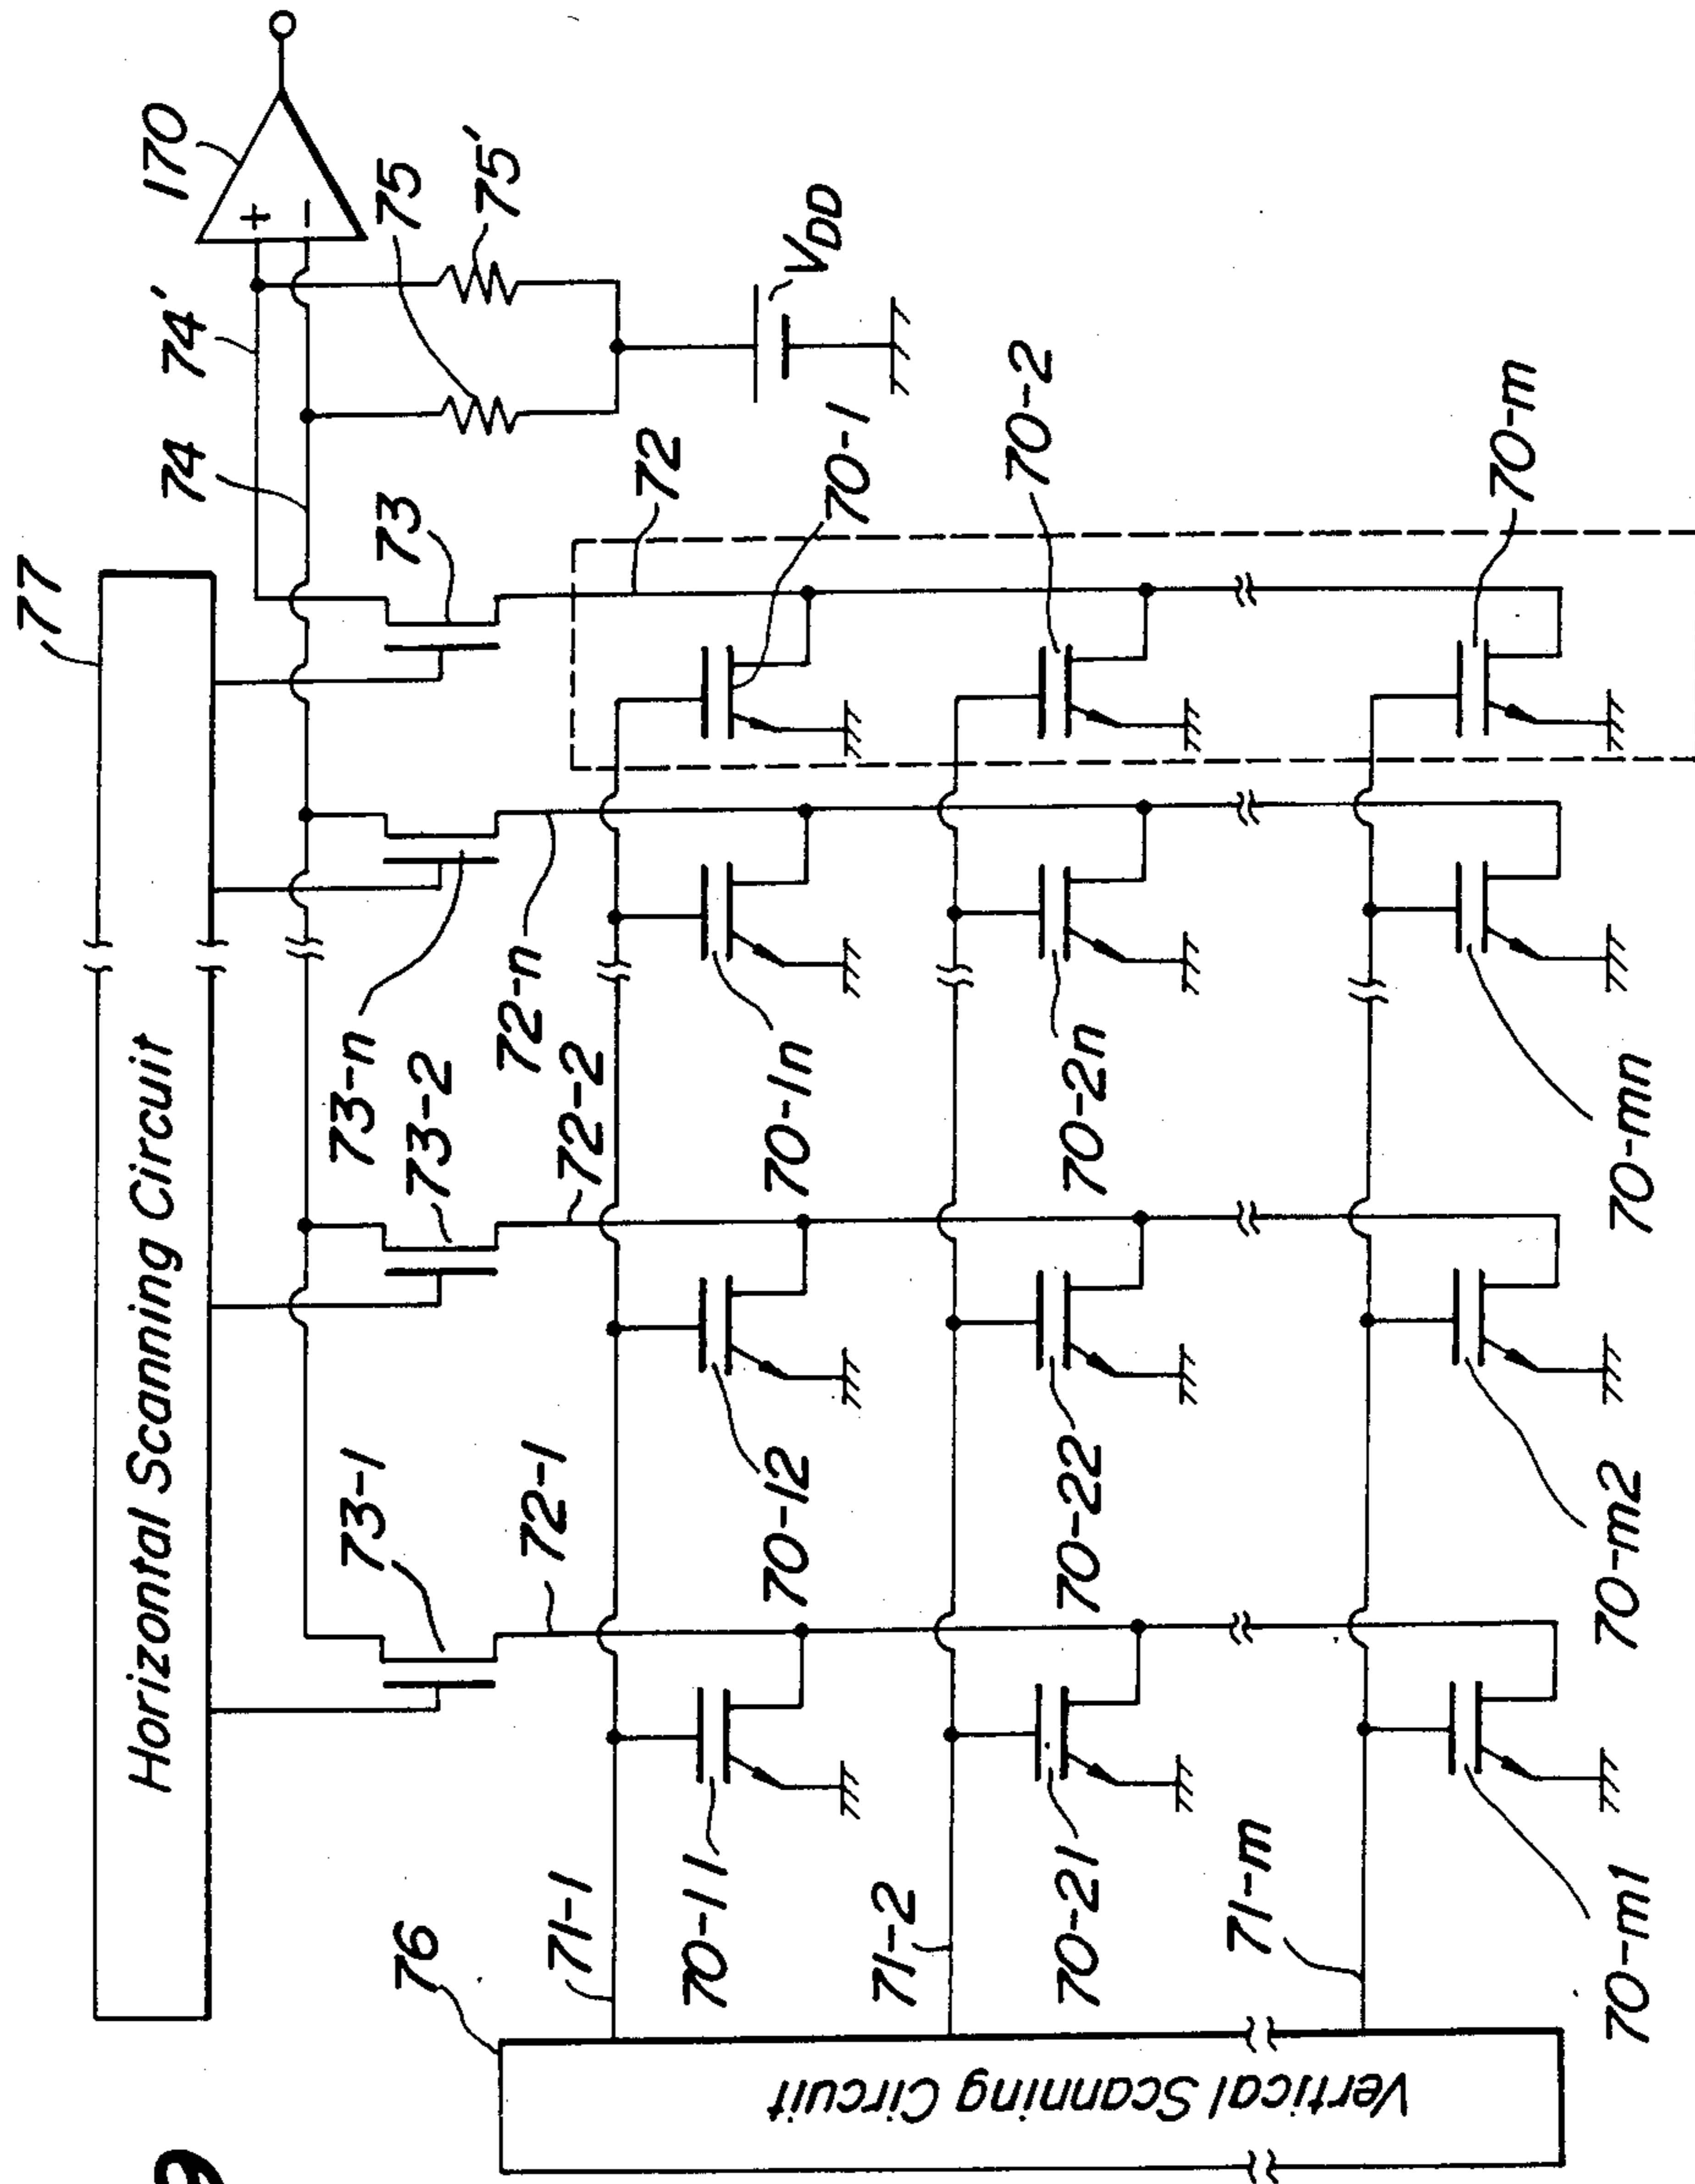 77
Horizontal Scanning Circuit
170
+
−
74
74'
75
75'
VDD
73-1
73-2
73-n
73
72-1
72-2
72-n
72
76
71-1
70-11
70-12
70-1n
70-1
71-2
70-21
70-22
70-2n
70-2
71-m
70-m1
70-m2
70-mn
70-m
Vertical Scanning Circuit
9